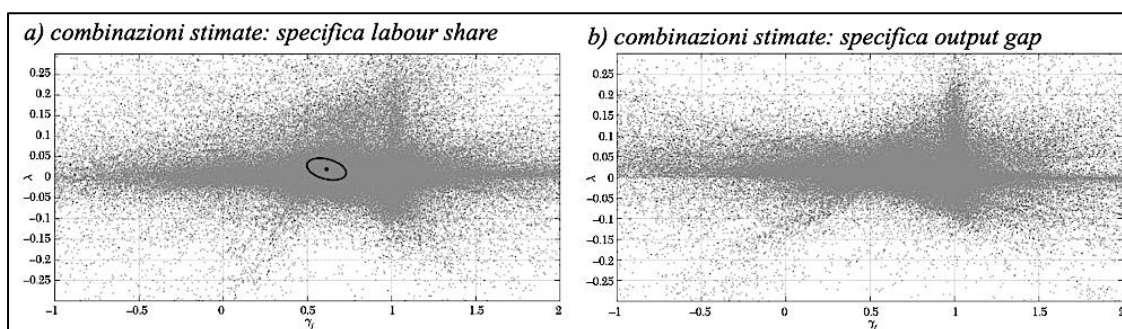 a) combinazioni stimate: specifica labour share
0.25
0.2
0.15
0.1
0.05
λ 0
−0.05
−0.1
−0.15
−0.2
−0.25
−1 −0.5 0 0.5 1 1.5 2
γf
b) combinazioni stimate: specifica output gap
0.25
0.2
0.15
0.1
0.05
λ 0
−0.05
−0.1
−0.15
−0.2
−0.25
−1 −0.5 0 0.5 1 1.5 2
γf